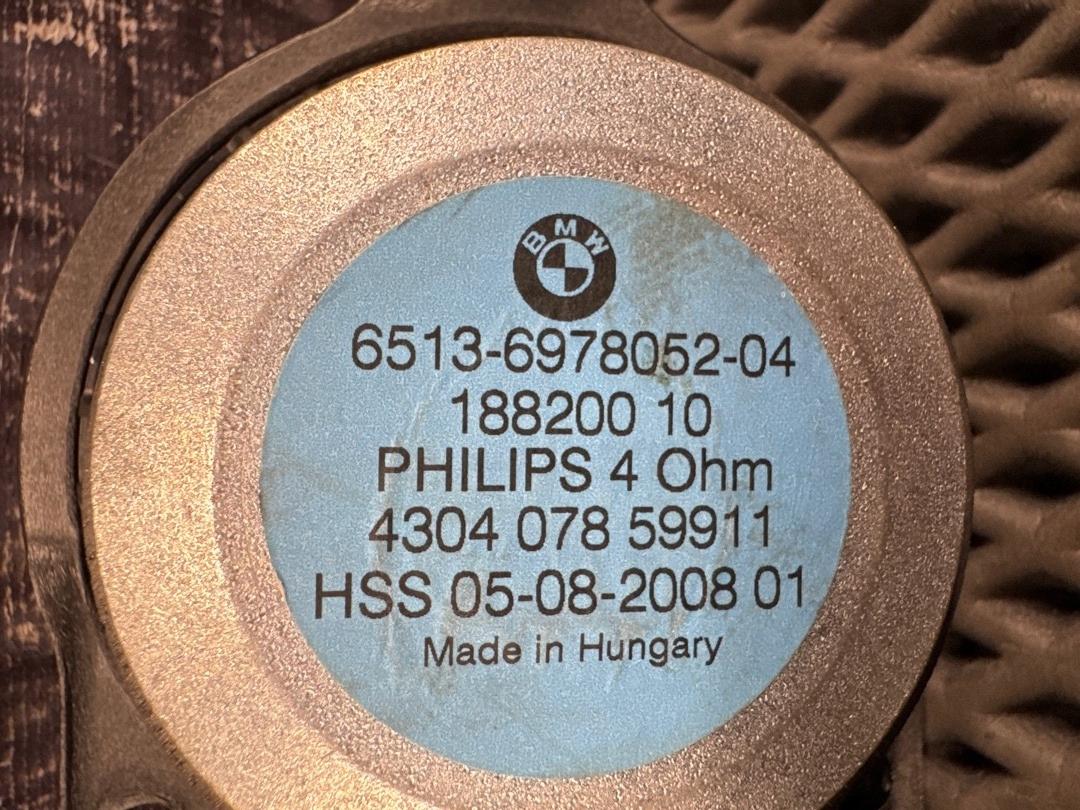 BMW
6513-6978052-04
188200 10
PHILIPS 4 Ohm
4304 078 59911
HSS 05-08-2008 01
Made in Hungary